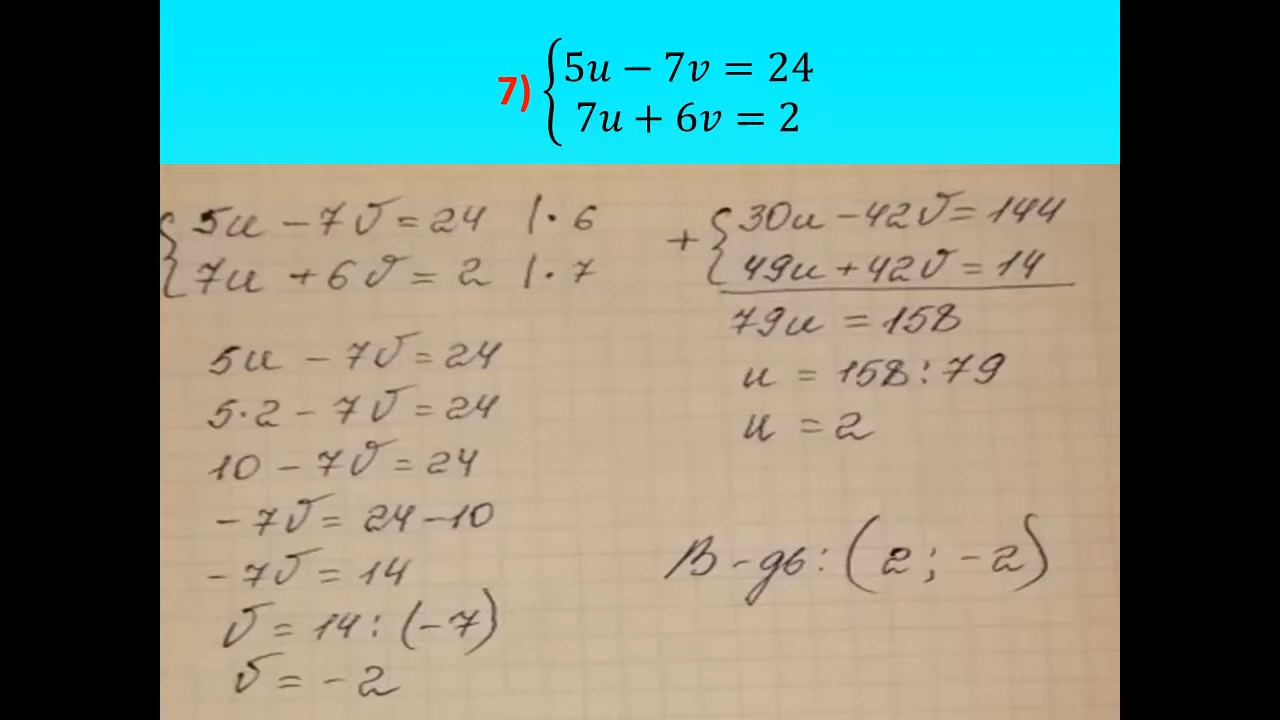 7) {5u − 7v = 24
7u + 6v = 2
{5u − 7v = 24 | · 6
7u + 6v = 2 | · 7
5u − 7v = 24
5·2 − 7v = 24
10 − 7v = 24
−7v = 24 − 10
−7v = 14
v = 14 : (−7)
v = −2
+ {30u − 42v = 144
49u + 42v = 14
79u = 158
u = 158 : 79
u = 2
В-дь: (2; −2)